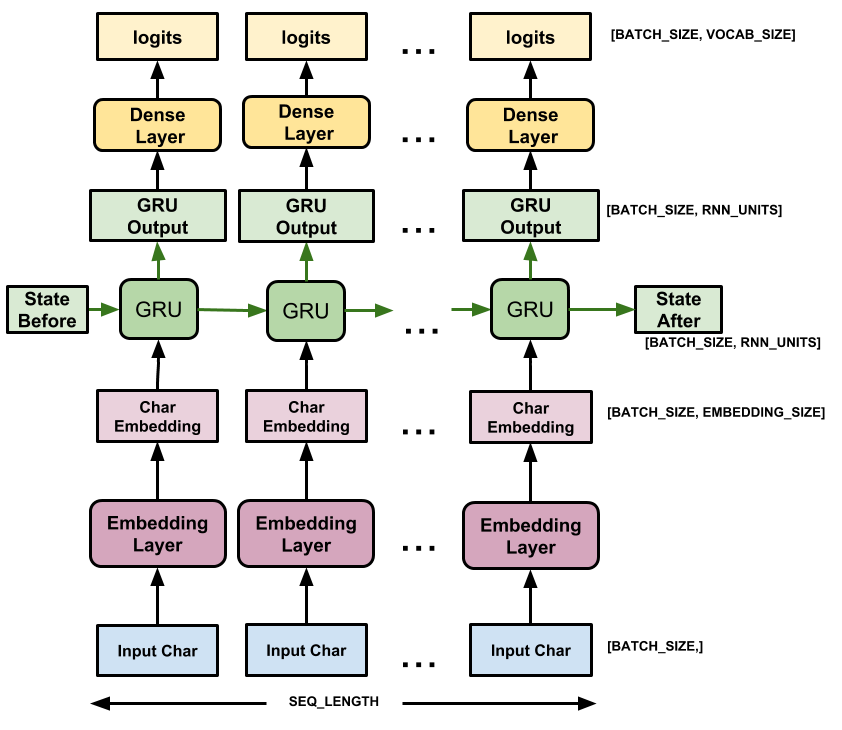 logits
logits
...
logits
[BATCH_SIZE, VOCAB_SIZE]
Dense
Layer
Dense
Layer
...
Dense
Layer
GRU
Output
GRU
Output
...
GRU
Output
[BATCH_SIZE, RNN_UNITS]
State
Before
GRU
GRU
...
GRU
State
After
[BATCH_SIZE, RNN_UNITS]
Char
Embedding
Char
Embedding
...
Char
Embedding
[BATCH_SIZE, EMBEDDING_SIZE]
Embedding
Layer
Embedding
Layer
...
Embedding
Layer
Input Char
Input Char
...
Input Char
[BATCH_SIZE,]
SEQ_LENGTH